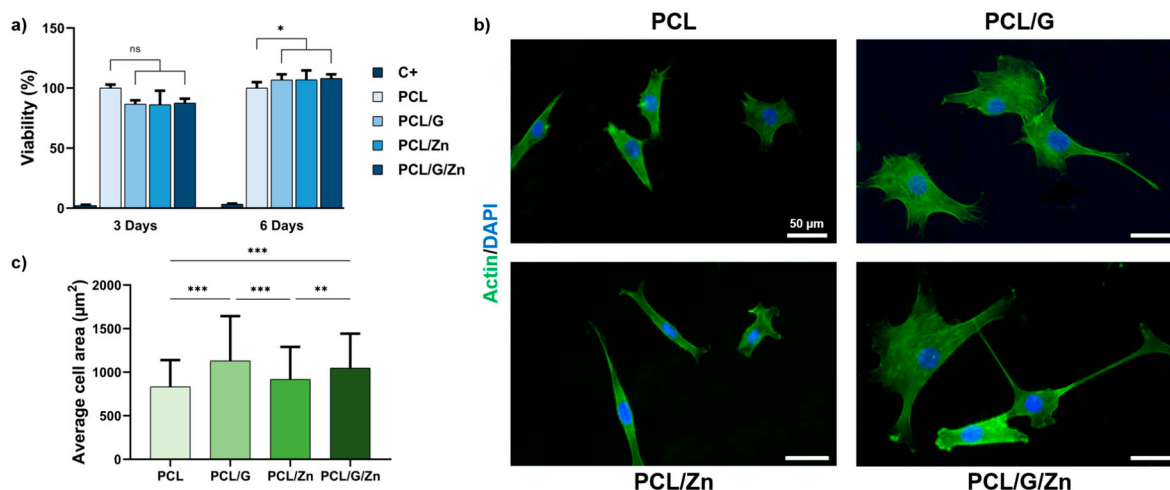 a)
150
100
50
0
Viability (%)
ns
*
3 Days
6 Days
C+
PCL
PCL/G
PCL/Zn
PCL/G/Zn
b)
PCL
PCL/G
Actin/DAPI
50 µm
PCL/Zn
PCL/G/Zn
c)
***
***
***
**
2000
1500
1000
500
0
Average cell area (µm²)
PCL
PCL/G
PCL/Zn
PCL/G/Zn